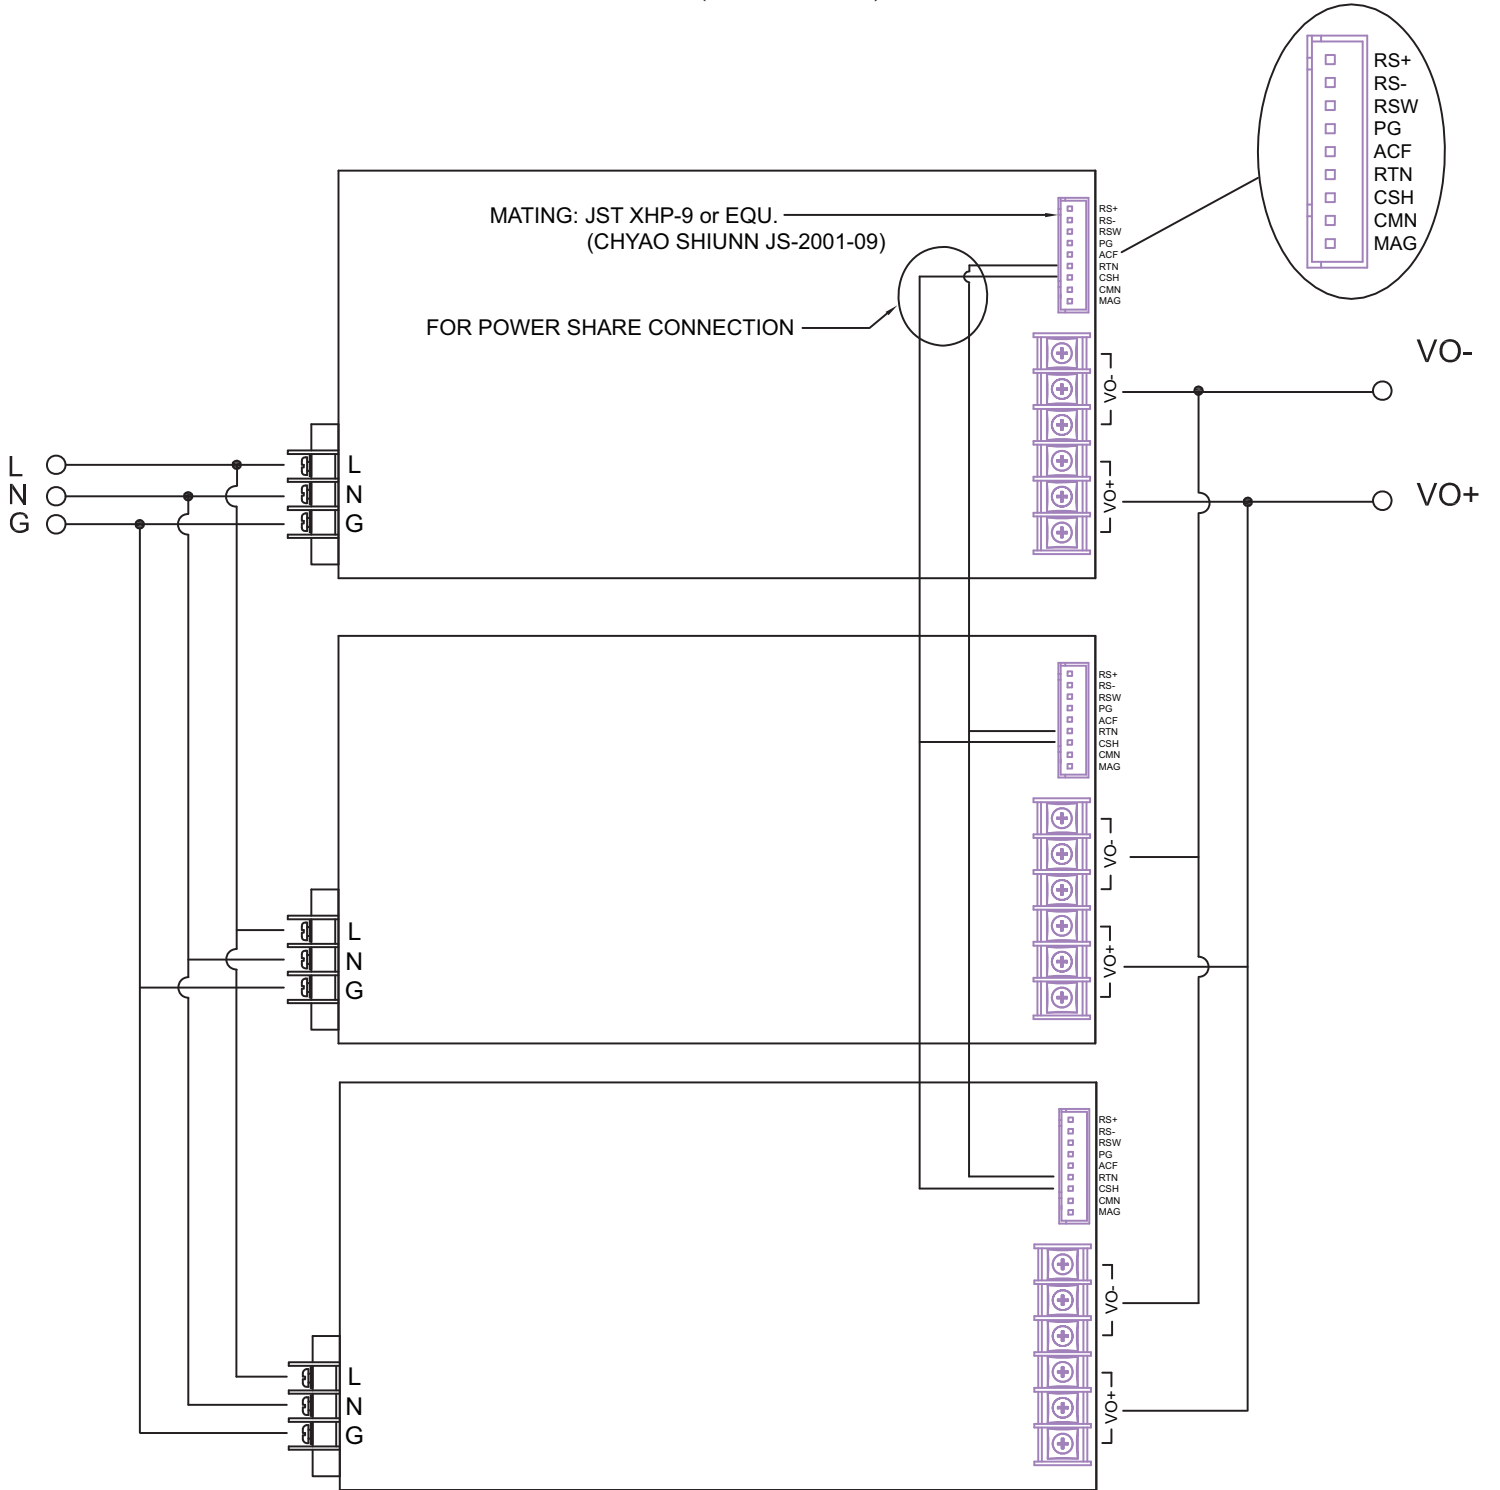 RS+
RS-
RSW
PG
ACF
RTN
CSH
CMN
MAG
MATING: JST XHP-9 or EQU.
(CHYAO SHIUNN JS-2001-09)
FOR POWER SHARE CONNECTION
RS+
RS-
RSW
PG
ACF
RTN
CSH
CMN
MAG
VO-
VO+
VO-
VO+
L
N
G
L
N
G
RS+
RS-
RSW
PG
ACF
RTN
CSH
CMN
MAG
VO-
VO+
L
N
G
RS+
RS-
RSW
PG
ACF
RTN
CSH
CMN
MAG
VO-
VO+
L
N
G